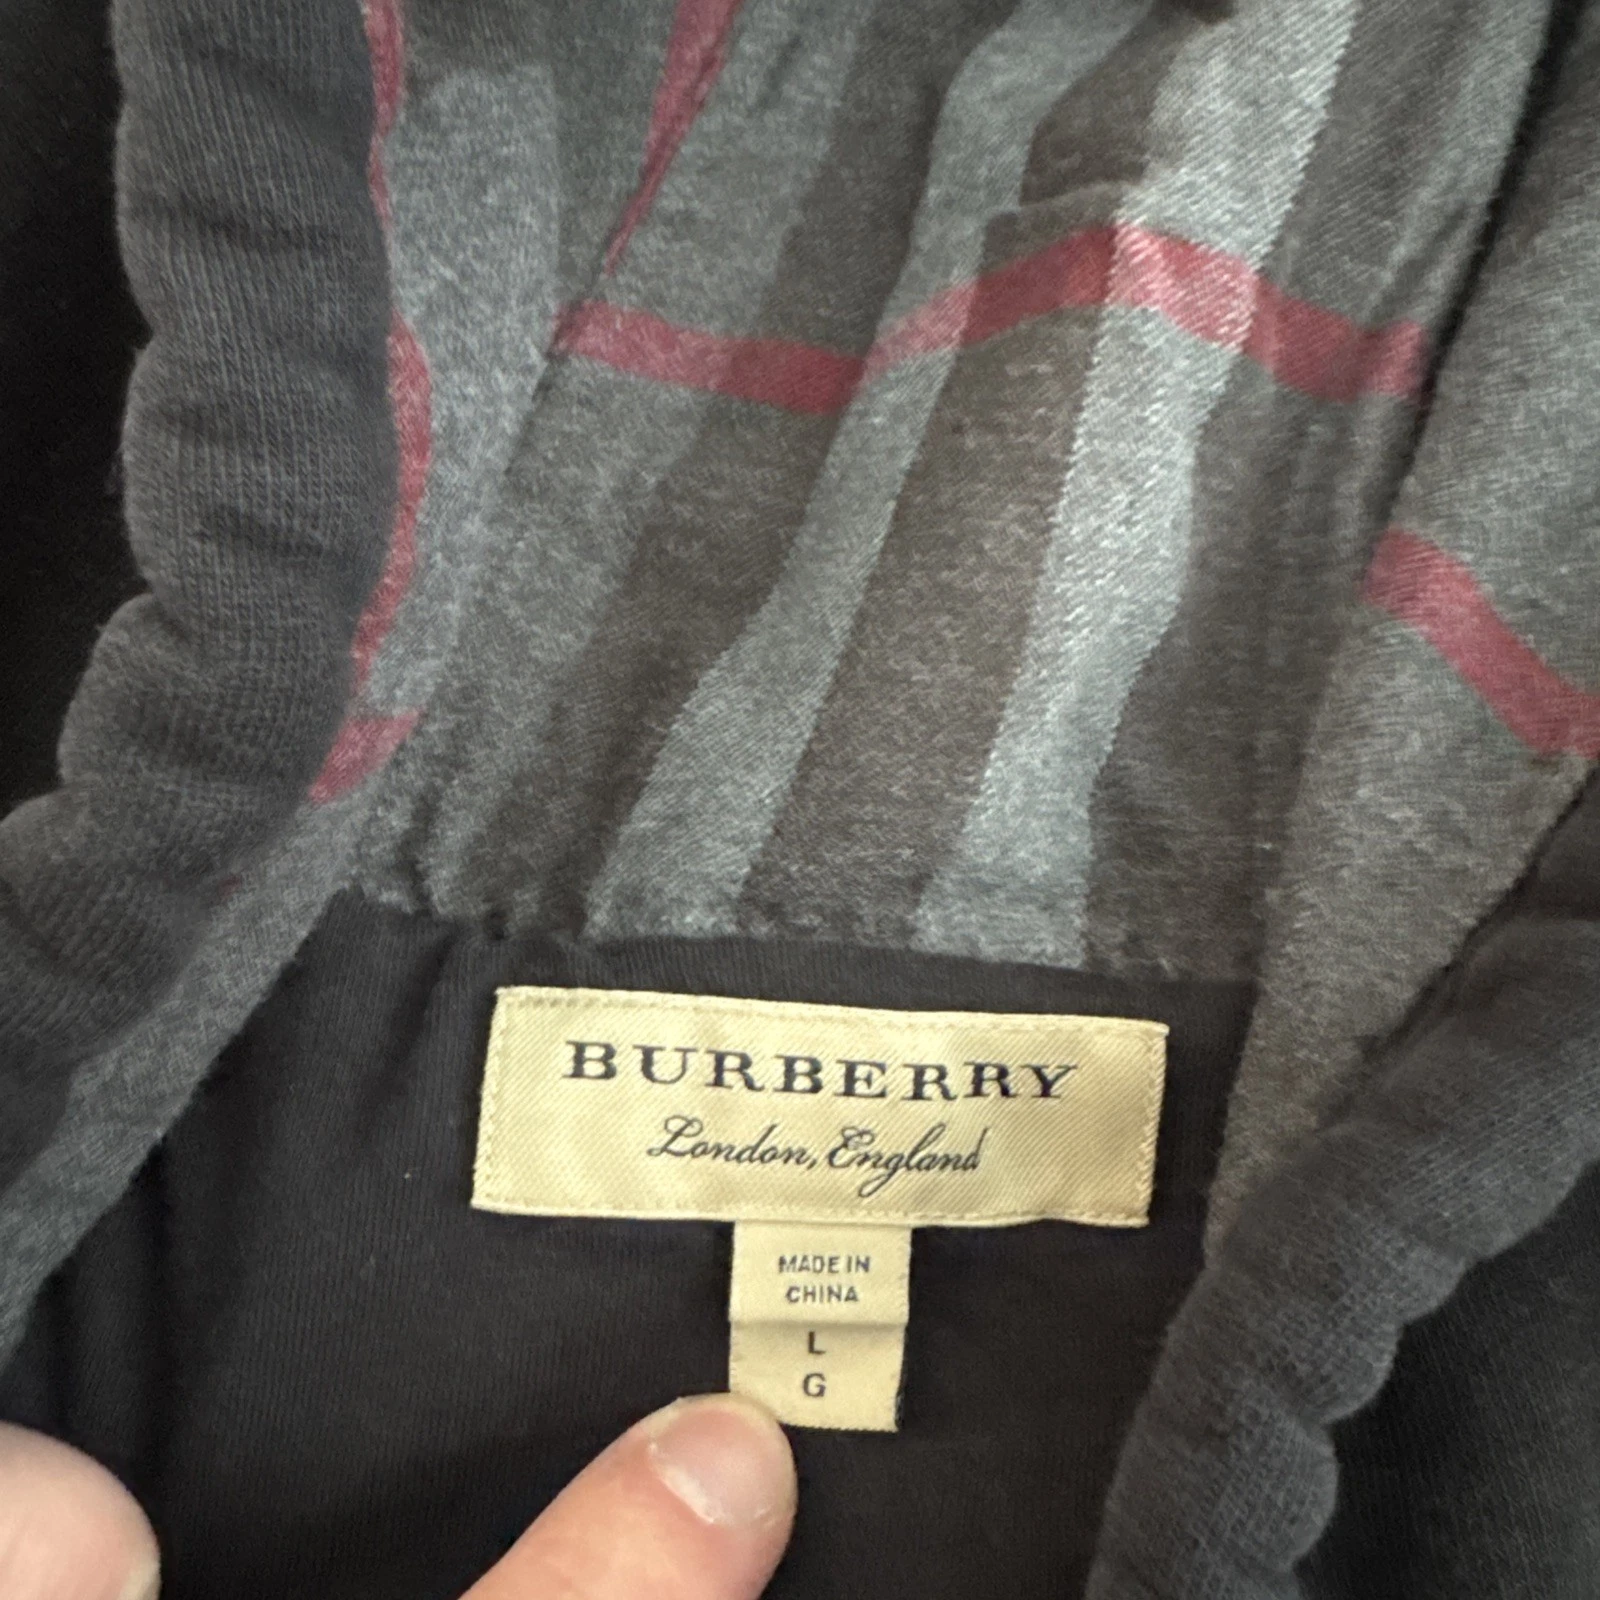 BURBERRY
London, England
MADE IN
CHINA
L
G